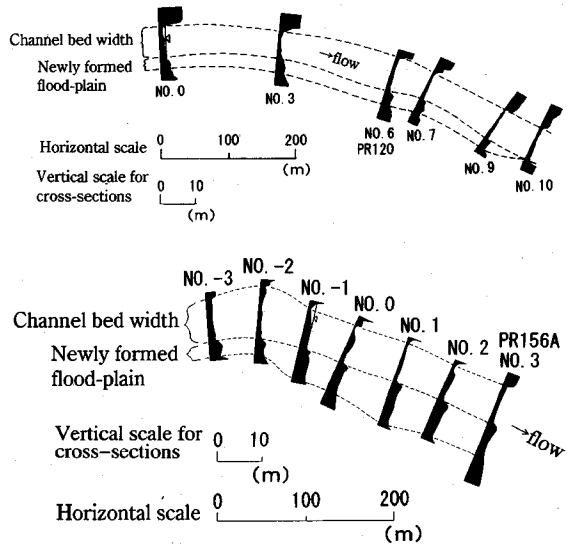 Channel bed width
Newly formed
flood-plain
flow
NO.0
NO.3
NO.6
PR120
NO.7
NO.9
NO.10
Horizontal scale
0 100 200
(m)
Vertical scale for
cross-sections
0 10
(m)
NO.-3
NO.-2
NO.-1
NO.0
NO.1
NO.2
PR156A
NO.3
Channel bed width
Newly formed
flood-plain
flow
Vertical scale for
cross-sections
0 10
(m)
Horizontal scale
0 100 200
(m)